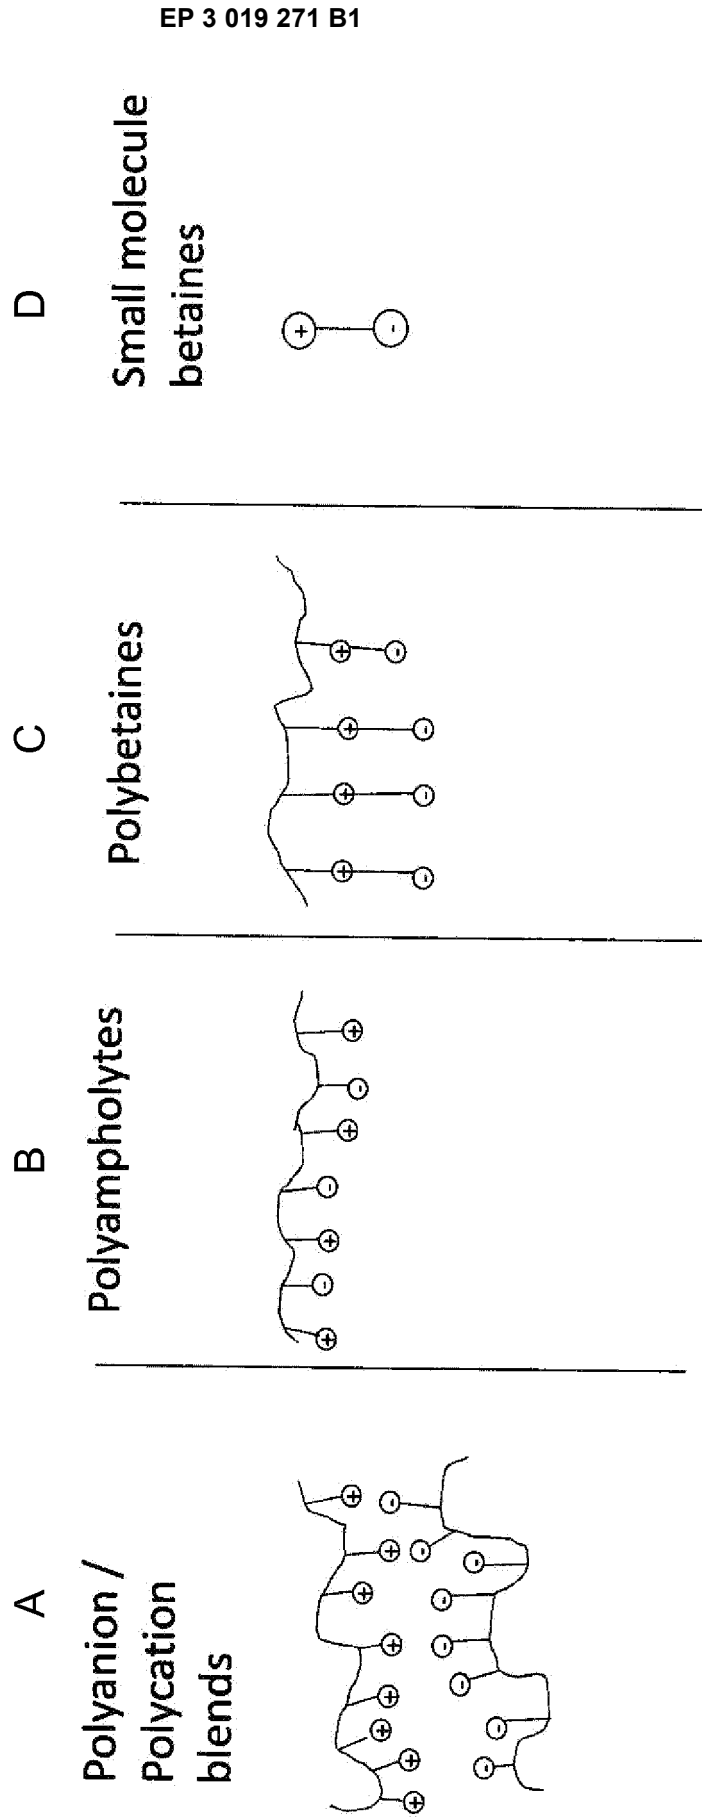 EP 3 019 271 B1
A
Polyanion /
Polycation
blends
B
Polyampholytes
C
Polybetaines
D
Small molecule
betaines